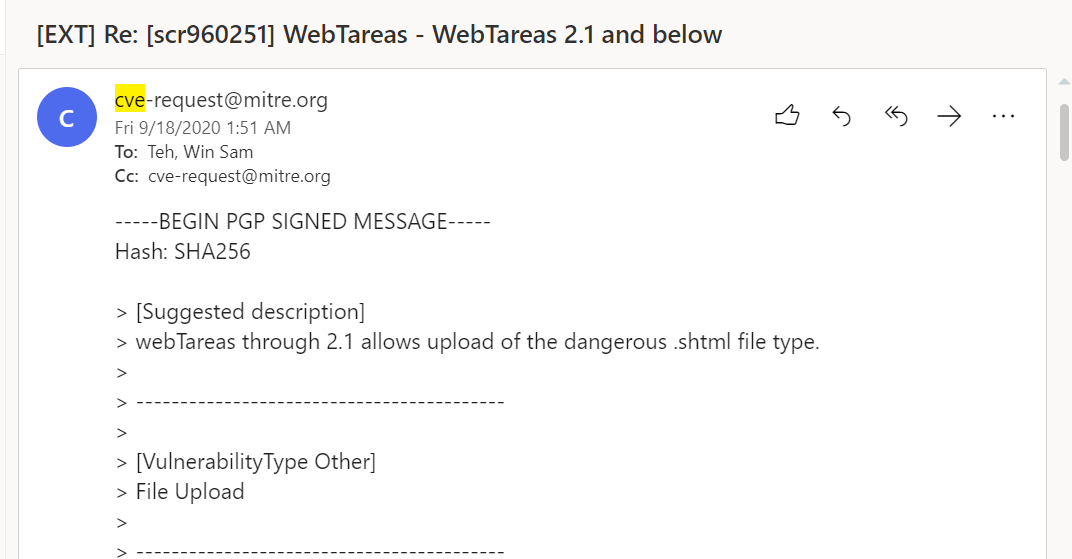 [EXT] Re: [scr960251] WebTareas - WebTareas 2.1 and below
C
cve-request@mitre.org
Fri 9/18/2020 1:51 AM
To: Teh, Win Sam
Cc: cve-request@mitre.org
-----BEGIN PGP SIGNED MESSAGE-----
Hash: SHA256
> [Suggested description]
> webTareas through 2.1 allows upload of the dangerous .shtml file type.
>
> ------------------------------------------
>
> [VulnerabilityType Other]
> File Upload
>
> ------------------------------------------